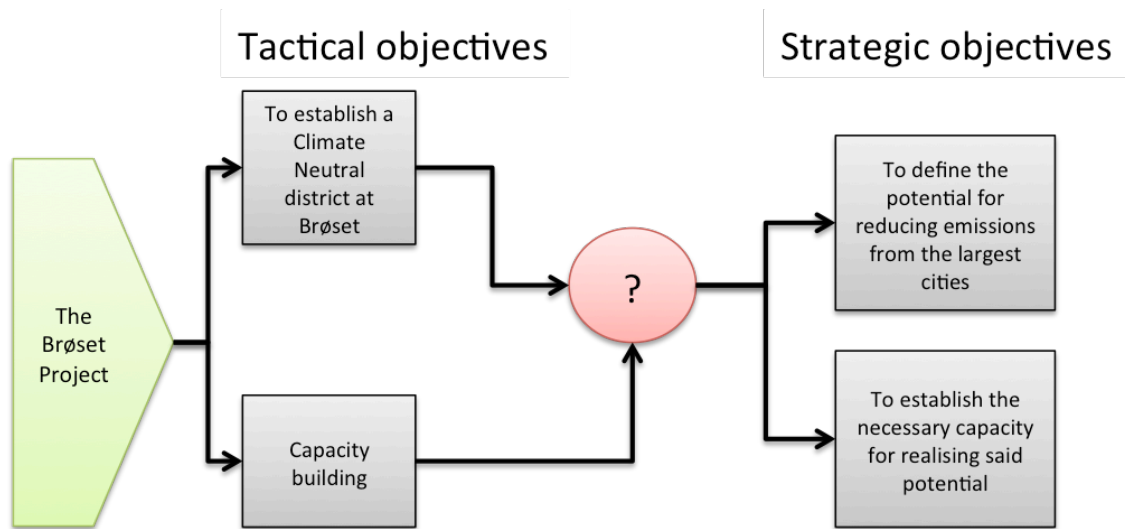 Tactical objectives
Strategic objectives
To establish a
Climate
Neutral
district at
Brøset
To define the
potential for
reducing emissions
from the largest
cities
?
The
Brøset
Project
Capacity
building
To establish the
necessary capacity
for realising said
potential